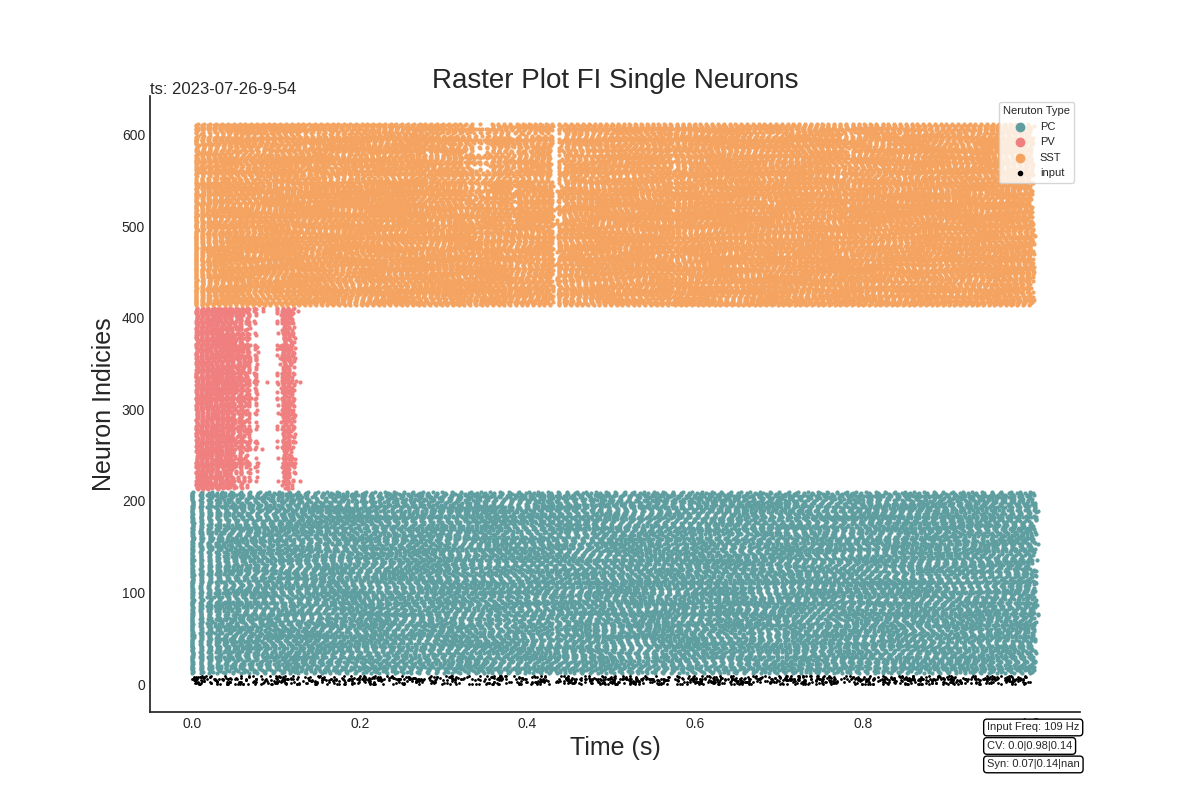 Raster Plot FI Single Neurons
ts: 2023-07-26-9-54
Neruton Type
PC
PV
SST
input
600
500
400
300
200
100
0
Neuron Indicies
0.0 0.2 0.4 0.6 0.8
Time (s)
Input Freq: 109 Hz
CV: 0.0|0.98|0.14
Syn: 0.07|0.14|nan